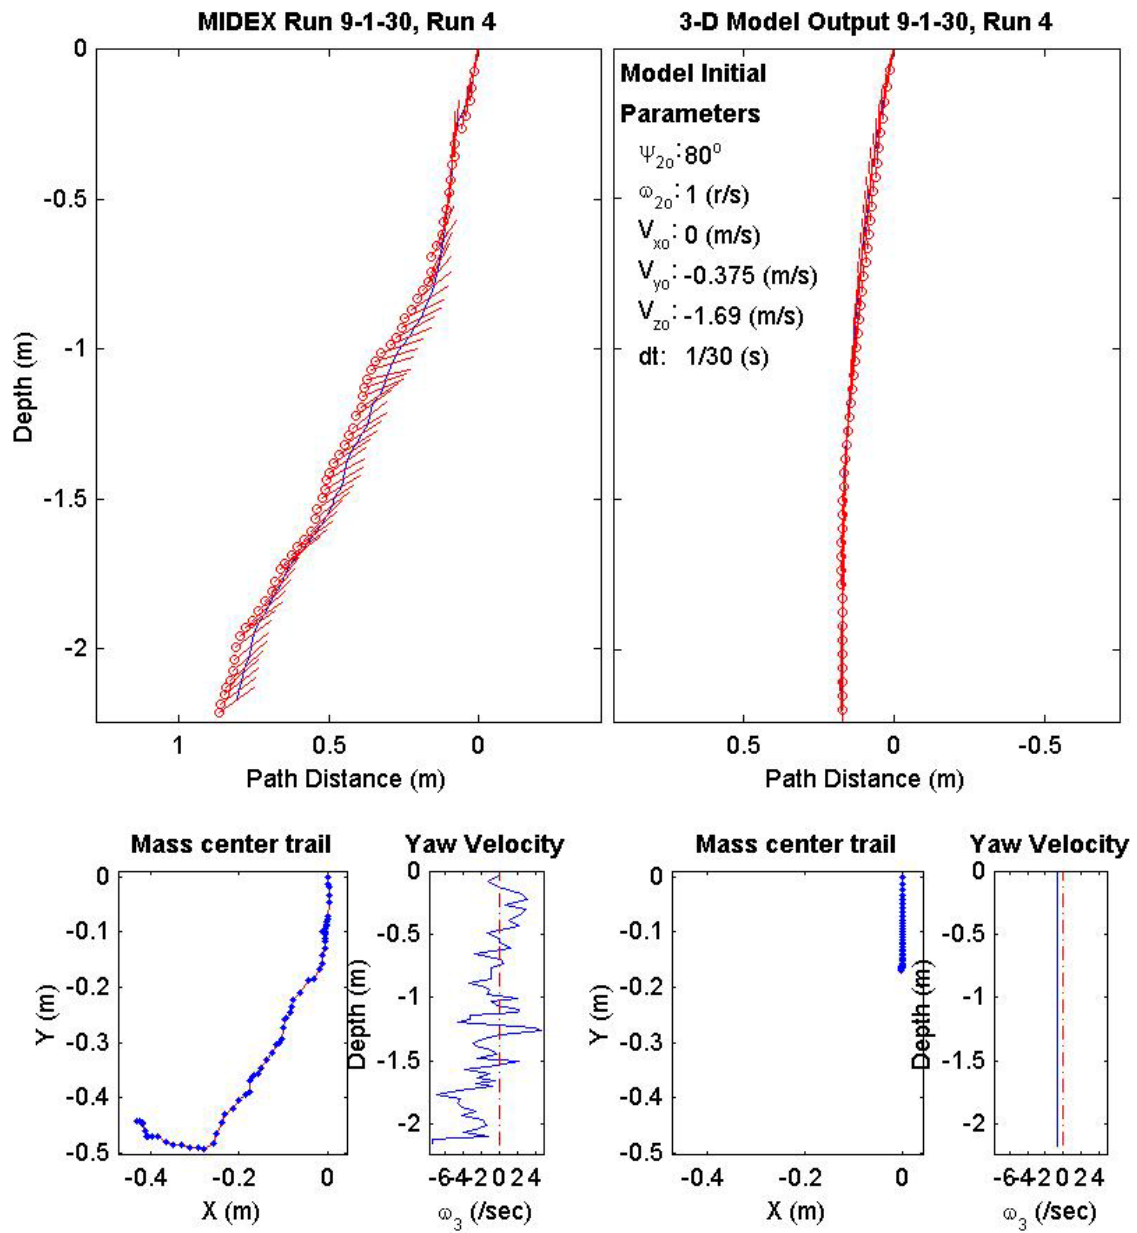 MIDEX Run 9-1-30, Run 4
3-D Model Output 9-1-30, Run 4
0
-0.5
-1
-1.5
-2
Depth (m)
1 0.5 0
Path Distance (m)
Model Initial
Parameters
Ψ2o: 80o
ω2o: 1 (r/s)
Vxo: 0 (m/s)
Vyo: -0.375 (m/s)
Vzo: -1.69 (m/s)
dt: 1/30 (s)
0.5 0 -0.5
Path Distance (m)
Mass center trail
0
-0.1
-0.2
-0.3
-0.4
-0.5
Y (m)
-0.4 -0.2 0
X (m)
Yaw Velocity
0
-0.5
-1
-1.5
-2
Depth (m)
-6-4-2 0 2 4
ω3 (/sec)
Mass center trail
0
-0.1
-0.2
-0.3
-0.4
-0.5
Y (m)
-0.4 -0.2 0
X (m)
Yaw Velocity
0
-0.5
-1
-1.5
-2
Depth (m)
-6-4-2 0 2 4
ω3 (/sec)